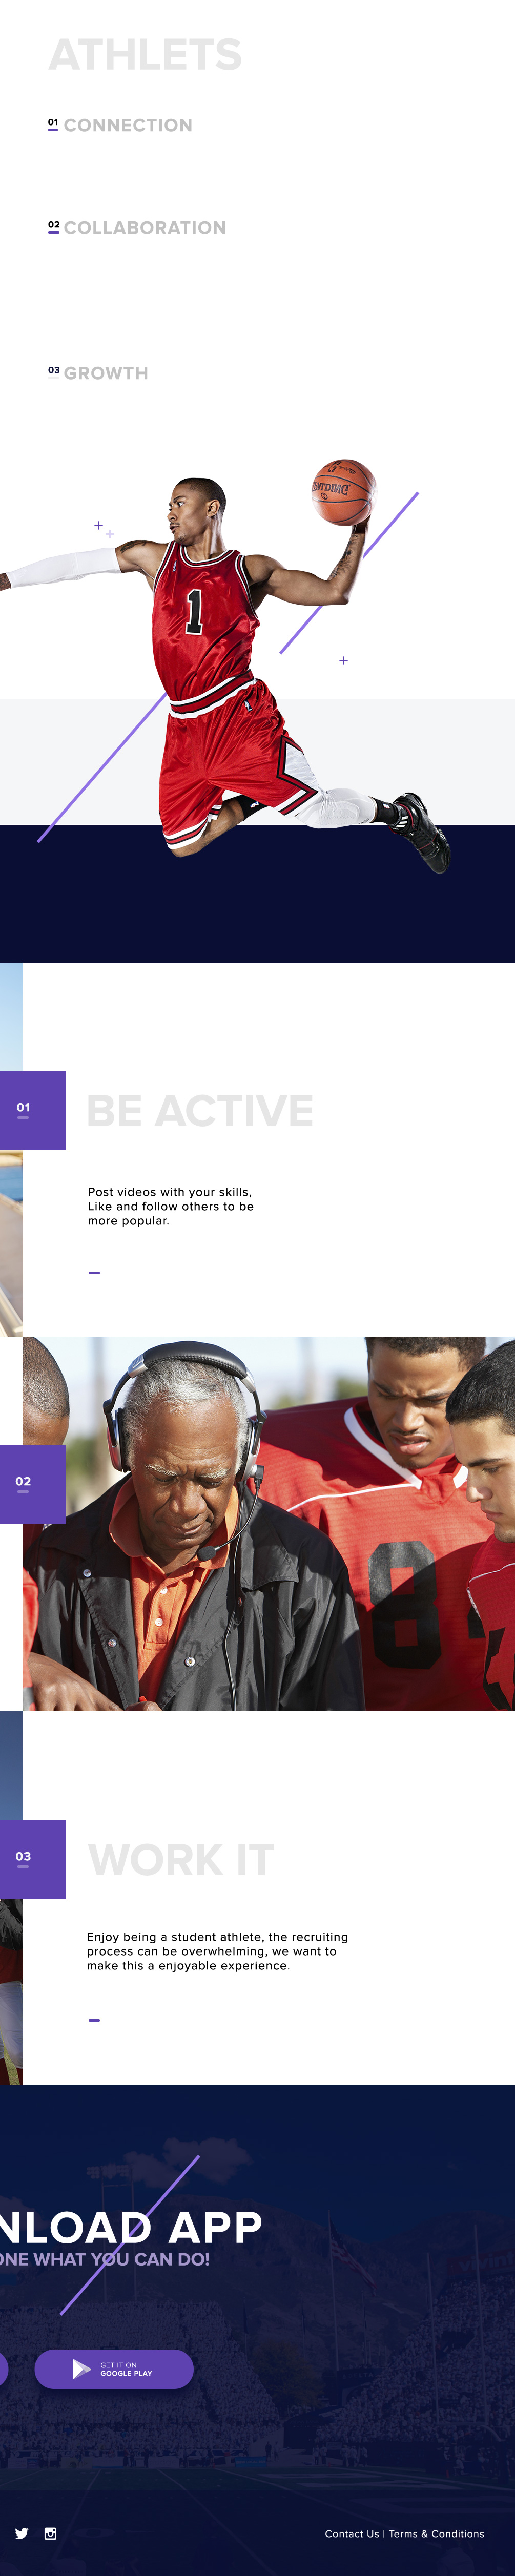 ATHLETS
01 CONNECTION
02 COLLABORATION
03 GROWTH
SPALDING
1
01
BE ACTIVE
Post videos with your skills,
Like and follow others to be
more popular.
02
8
03
WORK IT
Enjoy being a student athlete, the recruiting
process can be overwhelming, we want to
make this a enjoyable experience.
NLOAD APP
ONE WHAT YOU CAN DO!
GET IT ON
GOOGLE PLAY
Contact Us | Terms & Conditions